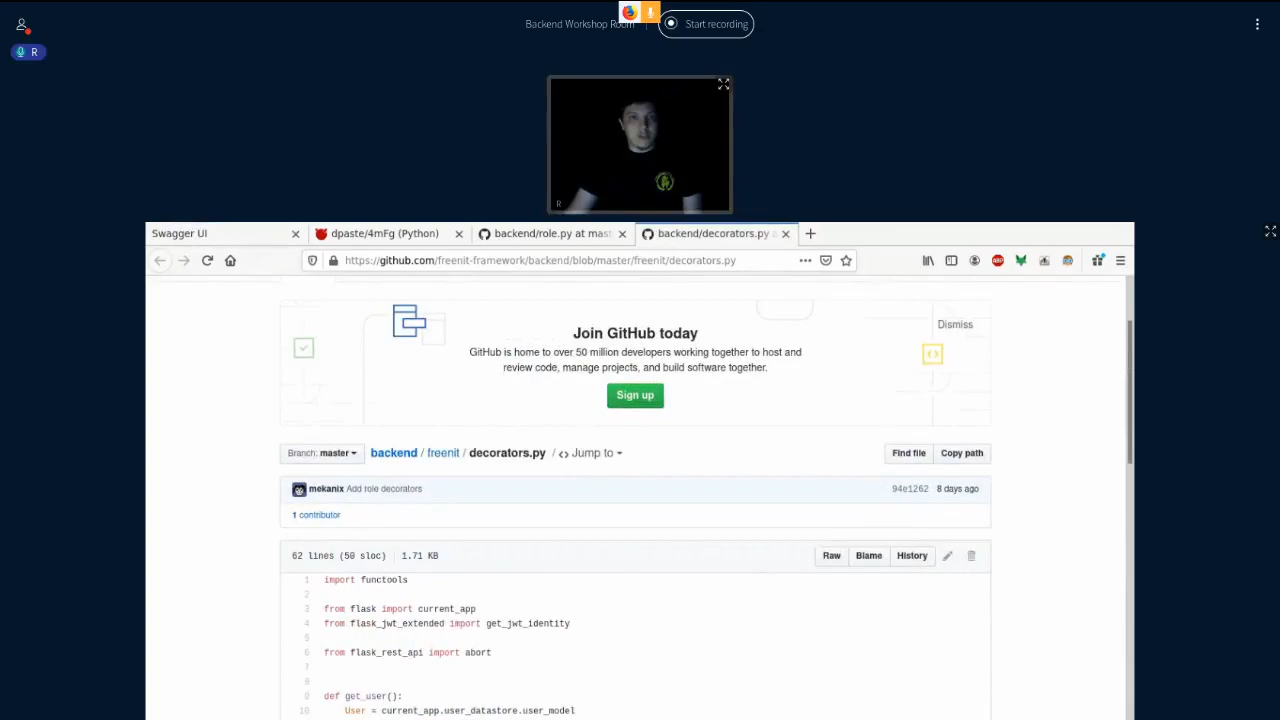 Backend Workshop Room
Start recording
R
R
Swagger UI
dpaste/4mFg (Python)
backend/role.py at mast
backend/decorators.py a
https://github.com/freenit-framework/backend/blob/master/freenit/decorators.py
ABP
Join GitHub today
Dismiss
GitHub is home to over 50 million developers working together to host and
review code, manage projects, and build software together.
Sign up
Branch: master
backend / freenit / decorators.py / <> Jump to
Find file
Copy path
mekanix Add role decorators
94e1262 8 days ago
1 contributor
62 lines (50 sloc) | 1.71 KB
Raw
Blame
History
1 import functools
2
3 from flask import current_app
4 from flask_jwt_extended import get_jwt_identity
5
6 from flask_rest_api import abort
7
8
9 def get_user():
10 User = current_app.user_datastore.user_model